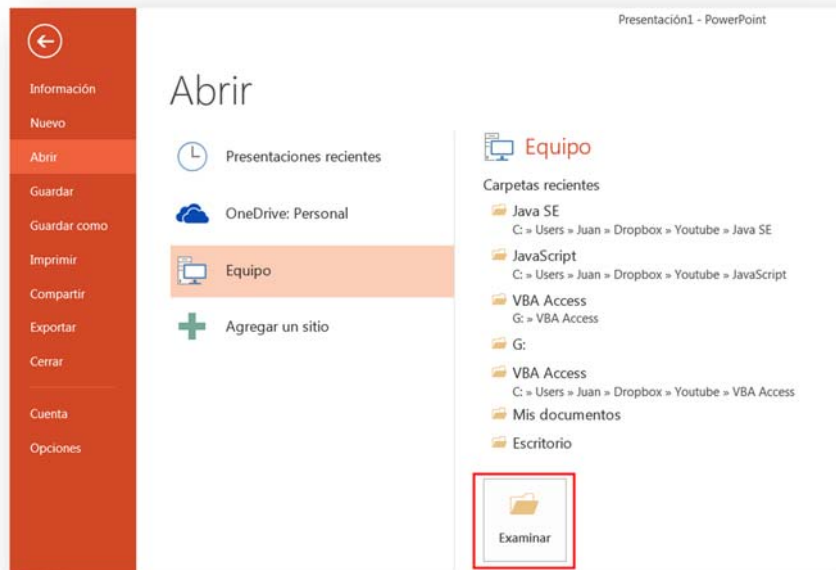 Presentación1 - PowerPoint
Información
Nuevo
Abrir
Guardar
Guardar como
Imprimir
Compartir
Exportar
Cerrar
Cuenta
Opciones
Abrir
Presentaciones recientes
OneDrive: Personal
Equipo
Agregar un sitio
Equipo
Carpetas recientes
Java SE
C: » Users » Juan » Dropbox » Youtube » Java SE
JavaScript
C: » Users » Juan » Dropbox » Youtube » JavaScript
VBA Access
G: » VBA Access
G:
VBA Access
C: » Users » Juan » Dropbox » Youtube » VBA Access
Mis documentos
Escritorio
Examinar